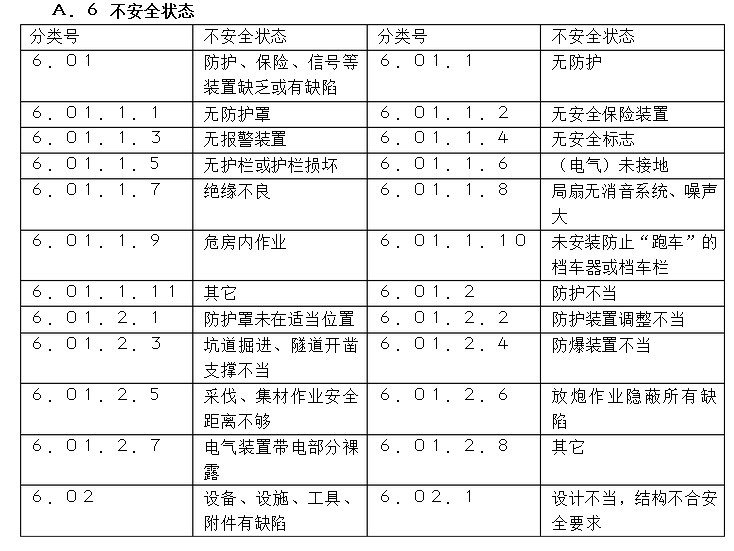 A．6 不安全状态
分类号 不安全状态 分类号 不安全状态
6．01 防护、保险、信号等 6．01．1 无防护
装置缺乏或有缺陷
6．01．1．1 无防护罩 6．01．1．2 无安全保险装置
6．01．1．3 无报警装置 6．01．1．4 无安全标志
6．01．1．5 无护栏或护栏损坏 6．01．1．6 （电气）未接地
6．01．1．7 绝缘不良 6．01．1．8 局扇无消音系统、噪声
大
6．01．1．9 危房内作业 6．01．1．10 未安装防止“跑车”的
档车器或档车栏
6．01．1．11 其它 6．01．2 防护不当
6．01．2．1 防护罩未在适当位置 6．01．2．2 防护装置调整不当
6．01．2．3 坑道掘进、隧道开凿 6．01．2．4 防爆装置不当
支撑不当
6．01．2．5 采伐、集材作业安全 6．01．2．6 放炮作业隐蔽所有缺
距离不够 陷
6．01．2．7 电气装置带电部分裸 6．01．2．8 其它
露
6．02 设备、设施、工具、 6．02．1 设计不当，结构不合安
附件有缺陷 全要求